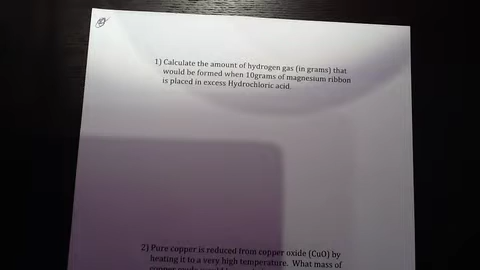 1) Calculate the amount of hydrogen gas (in grams) that
would be formed when 10grams of magnesium ribbon
is placed in excess Hydrochloric acid.
2) Pure copper is reduced from copper oxide (CuO) by
heating it to a very high temperature. What mass of